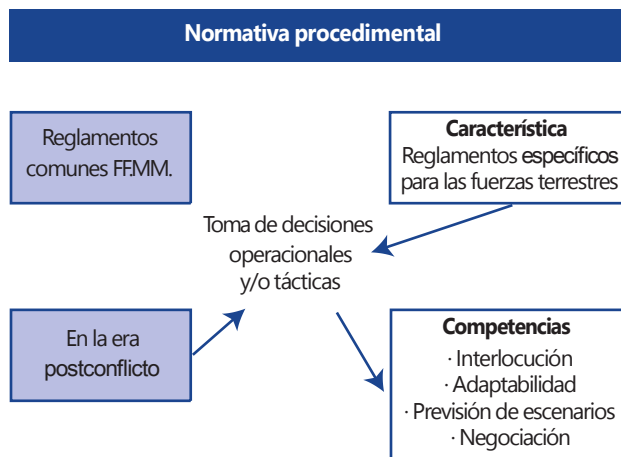 Normativa procedimental
Reglamentos
comunes FF.MM.
Característica
Reglamentos específicos
para las fuerzas terrestres
Toma de decisiones
operacionales
y/o tácticas
En la era
postconflicto
Competencias
· Interlocución
· Adaptabilidad
· Previsión de escenarios
· Negociación